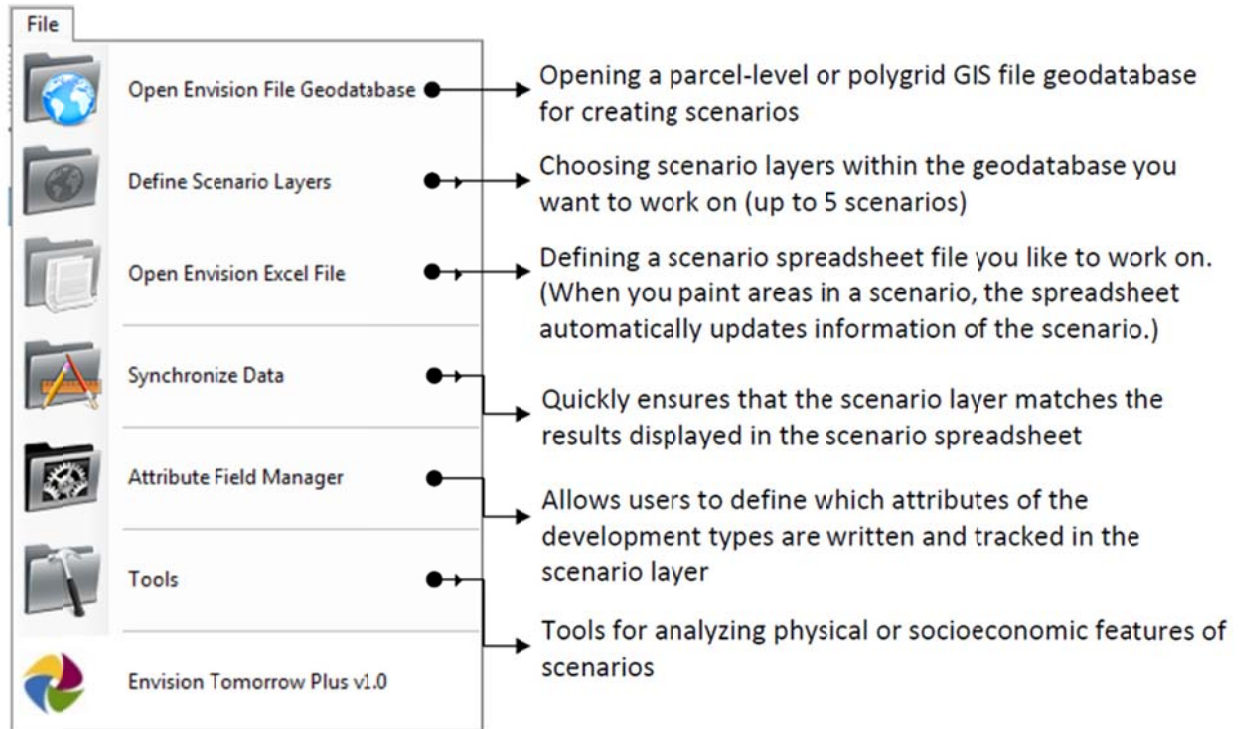 File
Open Envision File Geodatabase
Opening a parcel-level or polygrid GIS file geodatabase
for creating scenarios
Define Scenario Layers
Choosing scenario layers within the geodatabase you
want to work on (up to 5 scenarios)
Open Envision Excel File
Defining a scenario spreadsheet file you like to work on.
(When you paint areas in a scenario, the spreadsheet
automatically updates information of the scenario.)
Synchronize Data
Quickly ensures that the scenario layer matches the
results displayed in the scenario spreadsheet
Attribute Field Manager
Allows users to define which attributes of the
development types are written and tracked in the
scenario layer
Tools
Tools for analyzing physical or socioeconomic features of
scenarios
Envision Tomorrow Plus v1.0